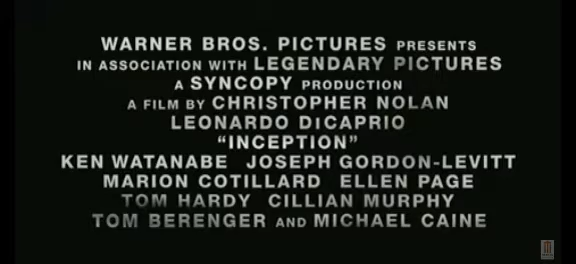 WARNER BROS. PICTURES PRESENTS
IN ASSOCIATION WITH LEGENDARY PICTURES
A SYNCOPY PRODUCTION
A FILM BY CHRISTOPHER NOLAN
LEONARDO DiCAPRIO
“INCEPTION”
KEN WATANABE JOSEPH GORDON-LEVITT
MARION COTILLARD ELLEN PAGE
TOM HARDY CILLIAN MURPHY
TOM BERENGER AND MICHAEL CAINE